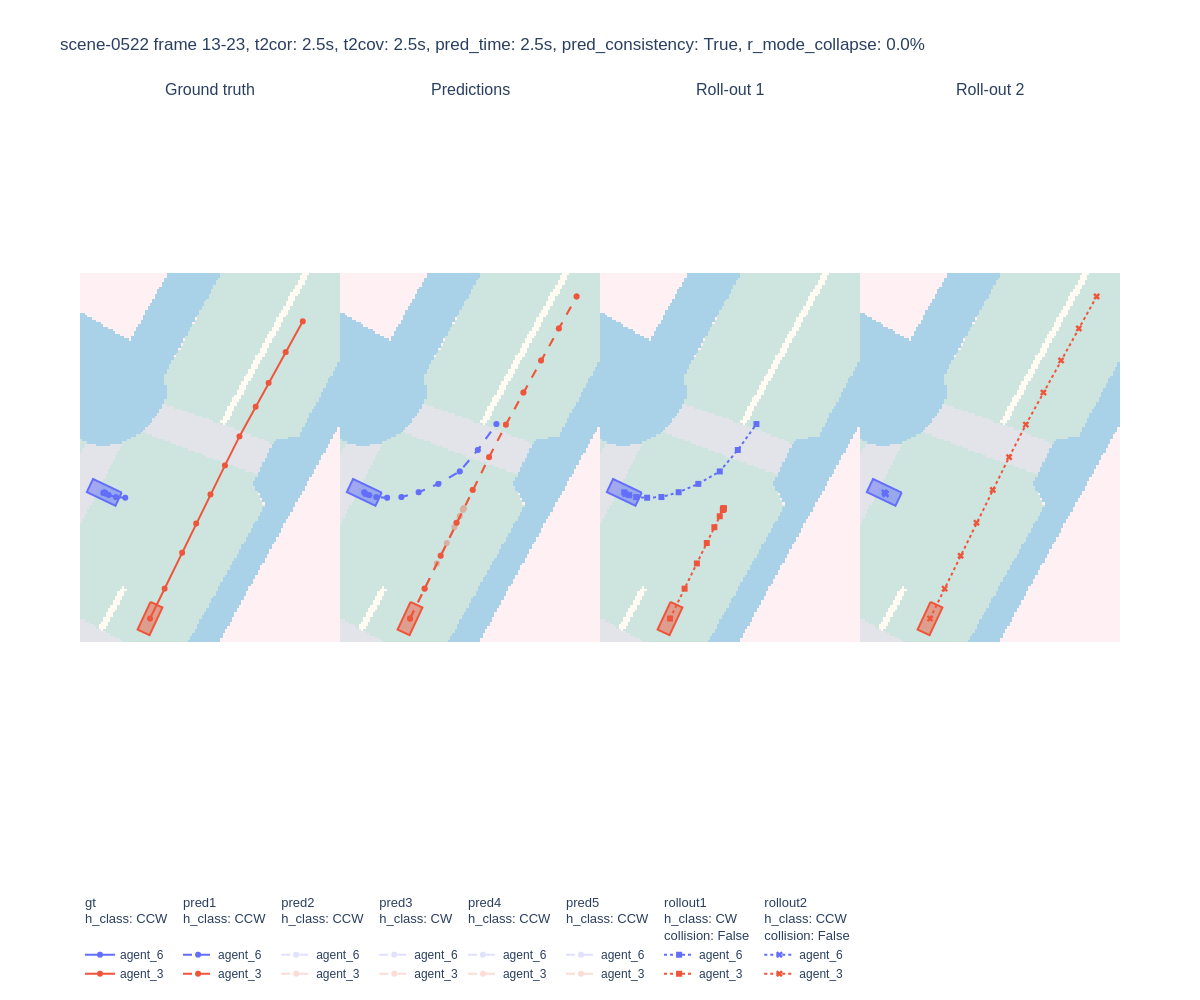 scene-0522 frame 13-23, t2cor: 2.5s, t2cov: 2.5s, pred_time: 2.5s, pred_consistency: True, r_mode_collapse: 0.0%
Ground truth
Predictions
Roll-out 1
Roll-out 2
gt
h_class: CCW
agent_6
agent_3
pred1
h_class: CCW
agent_6
agent_3
pred2
h_class: CCW
agent_6
agent_3
pred3
h_class: CW
agent_6
agent_3
pred4
h_class: CCW
agent_6
agent_3
pred5
h_class: CCW
agent_6
agent_3
rollout1
h_class: CW
collision: False
agent_6
agent_3
rollout2
h_class: CCW
collision: False
agent_6
agent_3